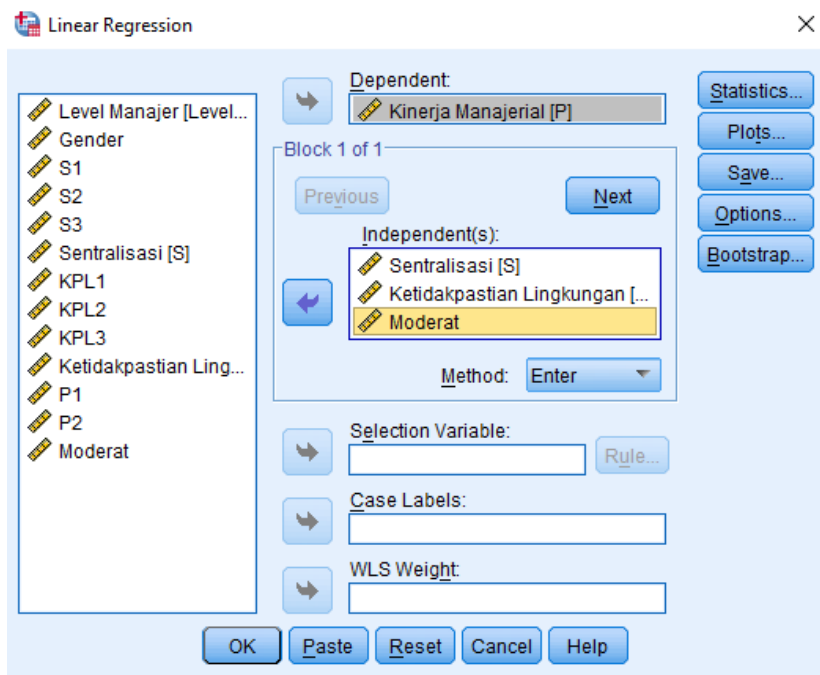 Linear Regression
Level Manajer [Level...
Gender
S1
S2
S3
Sentralisasi [S]
KPL1
KPL2
KPL3
Ketidakpastian Ling...
P1
P2
Moderat
Dependent:
Kinerja Manajerial [P]
Block 1 of 1
Previous
Next
Independent(s):
Sentralisasi [S]
Ketidakpastian Lingkungan [...
Moderat
Method: Enter
Selection Variable:
Rule...
Case Labels:
WLS Weight:
Statistics...
Plots...
Save...
Options...
Bootstrap...
OK Paste Reset Cancel Help